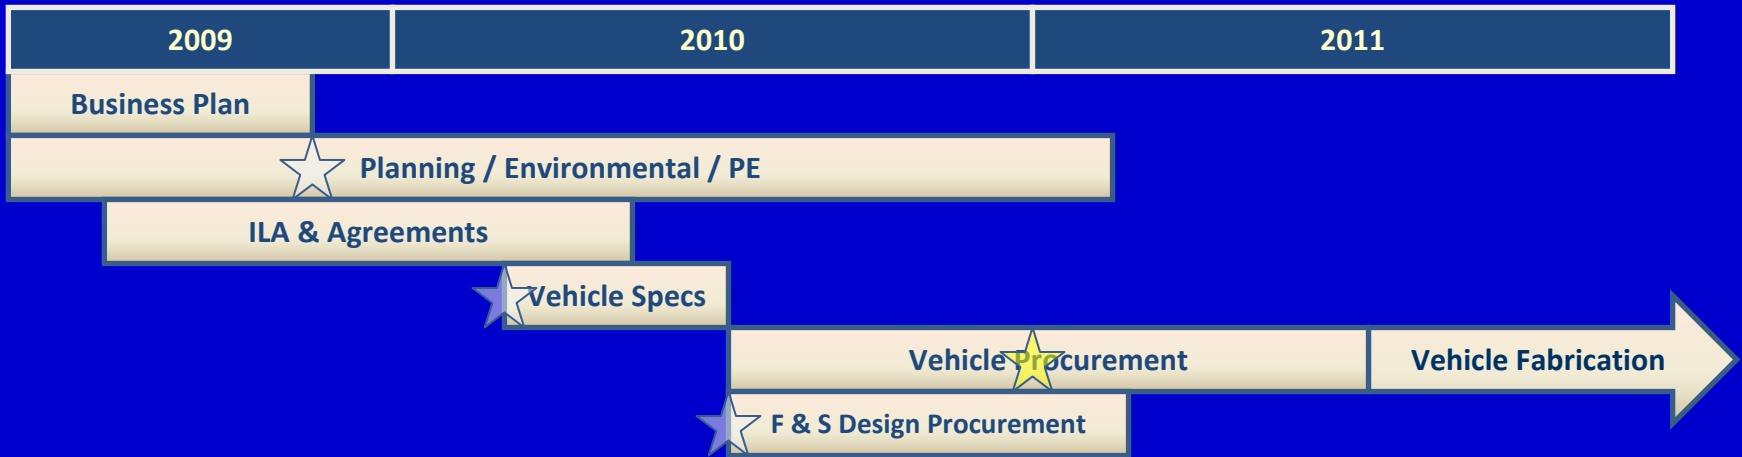 2009
2010
2011
Business Plan
Planning / Environmental / PE
ILA & Agreements
Vehicle Specs
Vehicle Procurement
Vehicle Fabrication
F & S Design Procurement